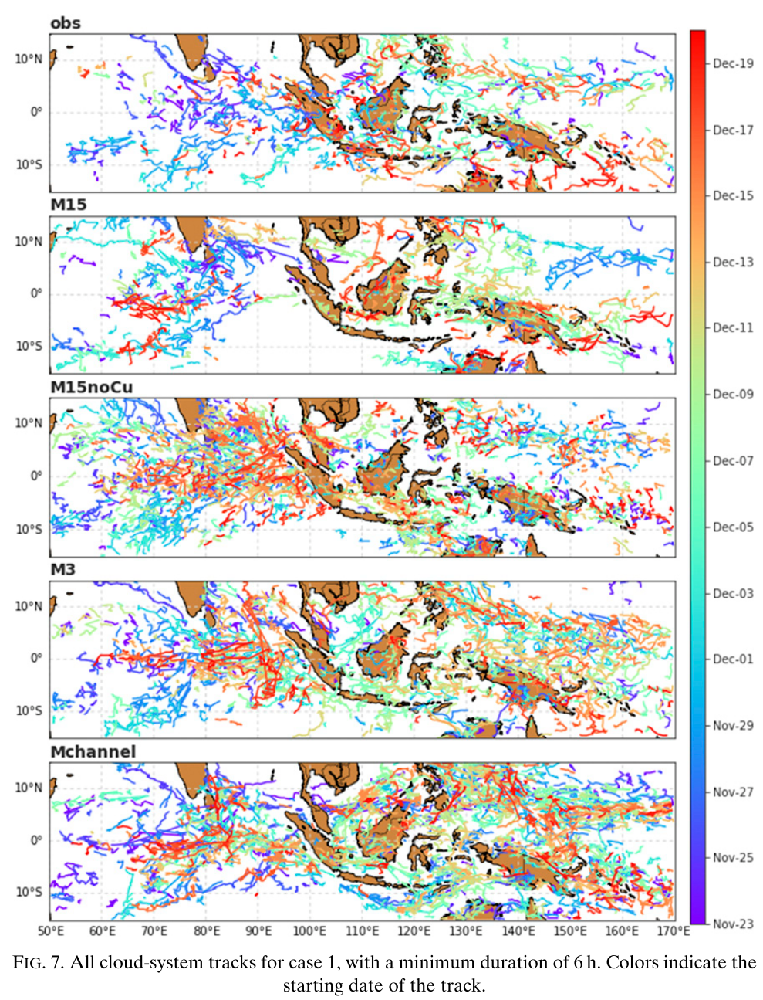 obs
10°N
0°
10°S
M15
10°N
0°
10°S
M15noCu
10°N
0°
10°S
M3
10°N
0°
10°S
Mchannel
10°N
0°
10°S
50°E 60°E 70°E 80°E 90°E 100°E 110°E 120°E 130°E 140°E 150°E 160°E 170°E
Dec-19
Dec-17
Dec-15
Dec-13
Dec-11
Dec-09
Dec-07
Dec-05
Dec-03
Dec-01
Nov-29
Nov-27
Nov-25
Nov-23
FIG. 7. All cloud-system tracks for case 1, with a minimum duration of 6 h. Colors indicate the
starting date of the track.